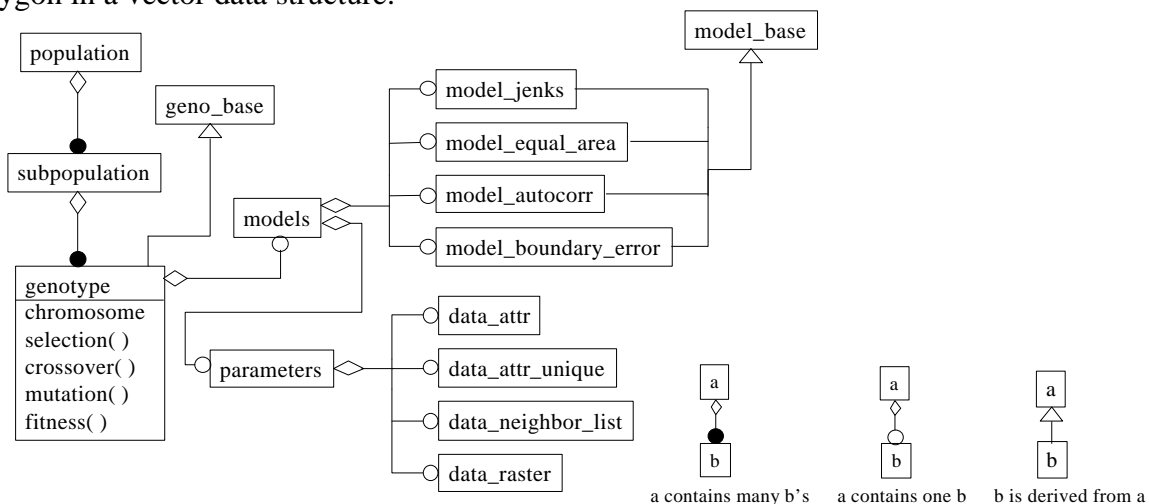 ygon in a vector data structure.
population
subpopulation
genotype
chromosome
selection( )
crossover( )
mutation( )
fitness( )
geno_base
models
parameters
model_base
model_jenks
model_equal_area
model_autocorr
model_boundary_error
data_attr
data_attr_unique
data_neighbor_list
data_raster
a
b
a contains many b's
a
b
a contains one b
a
b
b is derived from a